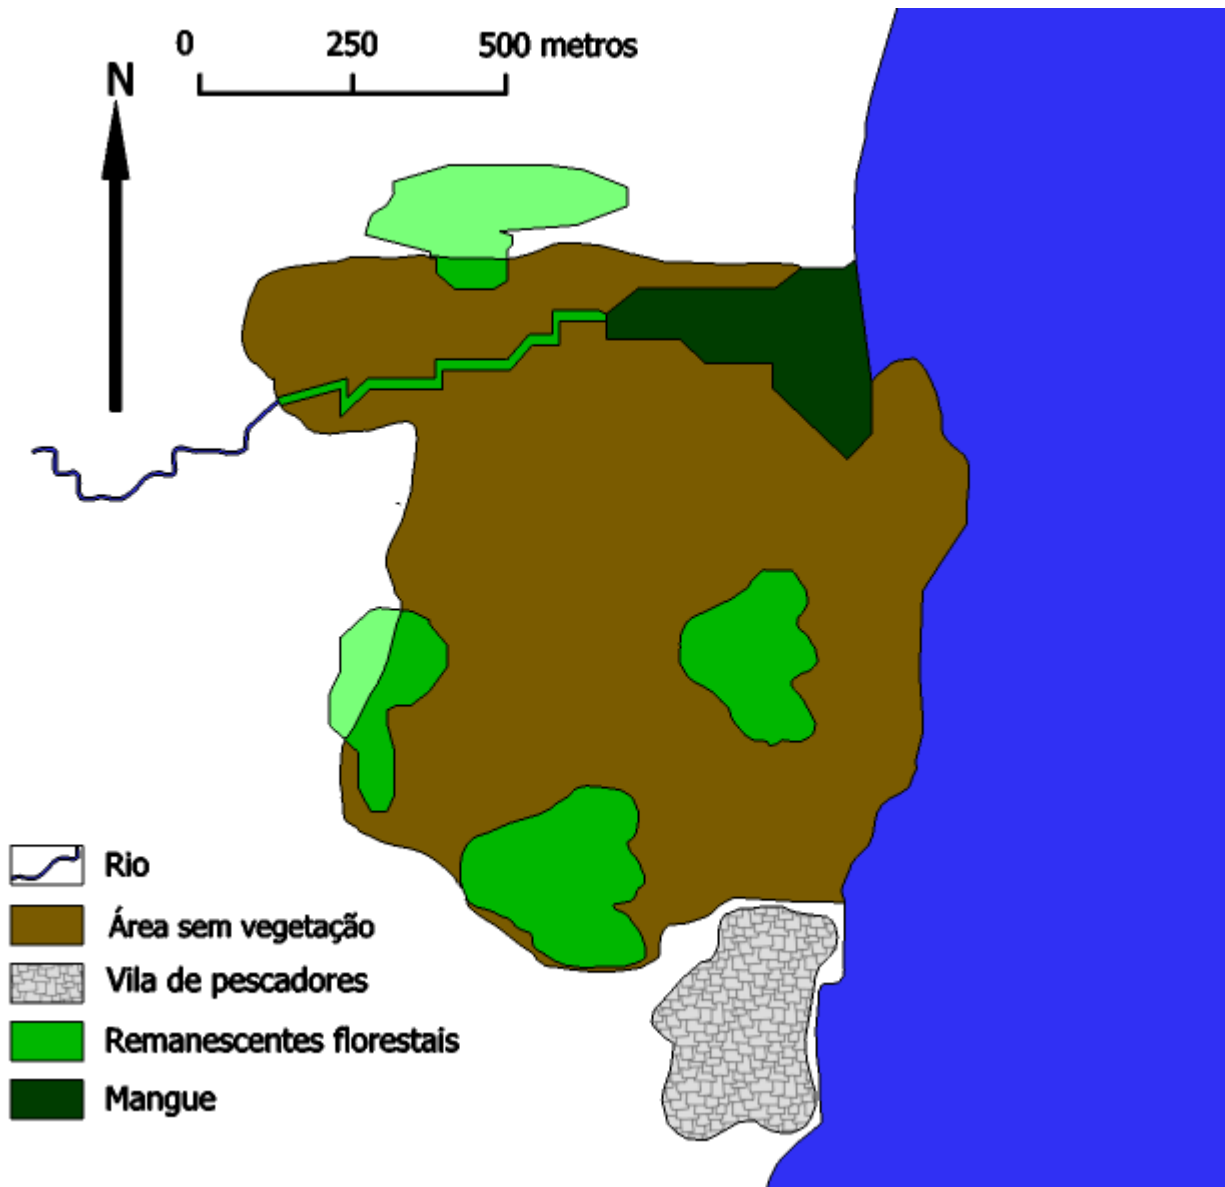 0 250 500 metros
N
Rio
Área sem vegetação
Vila de pescadores
Remanescentes florestais
Mangue